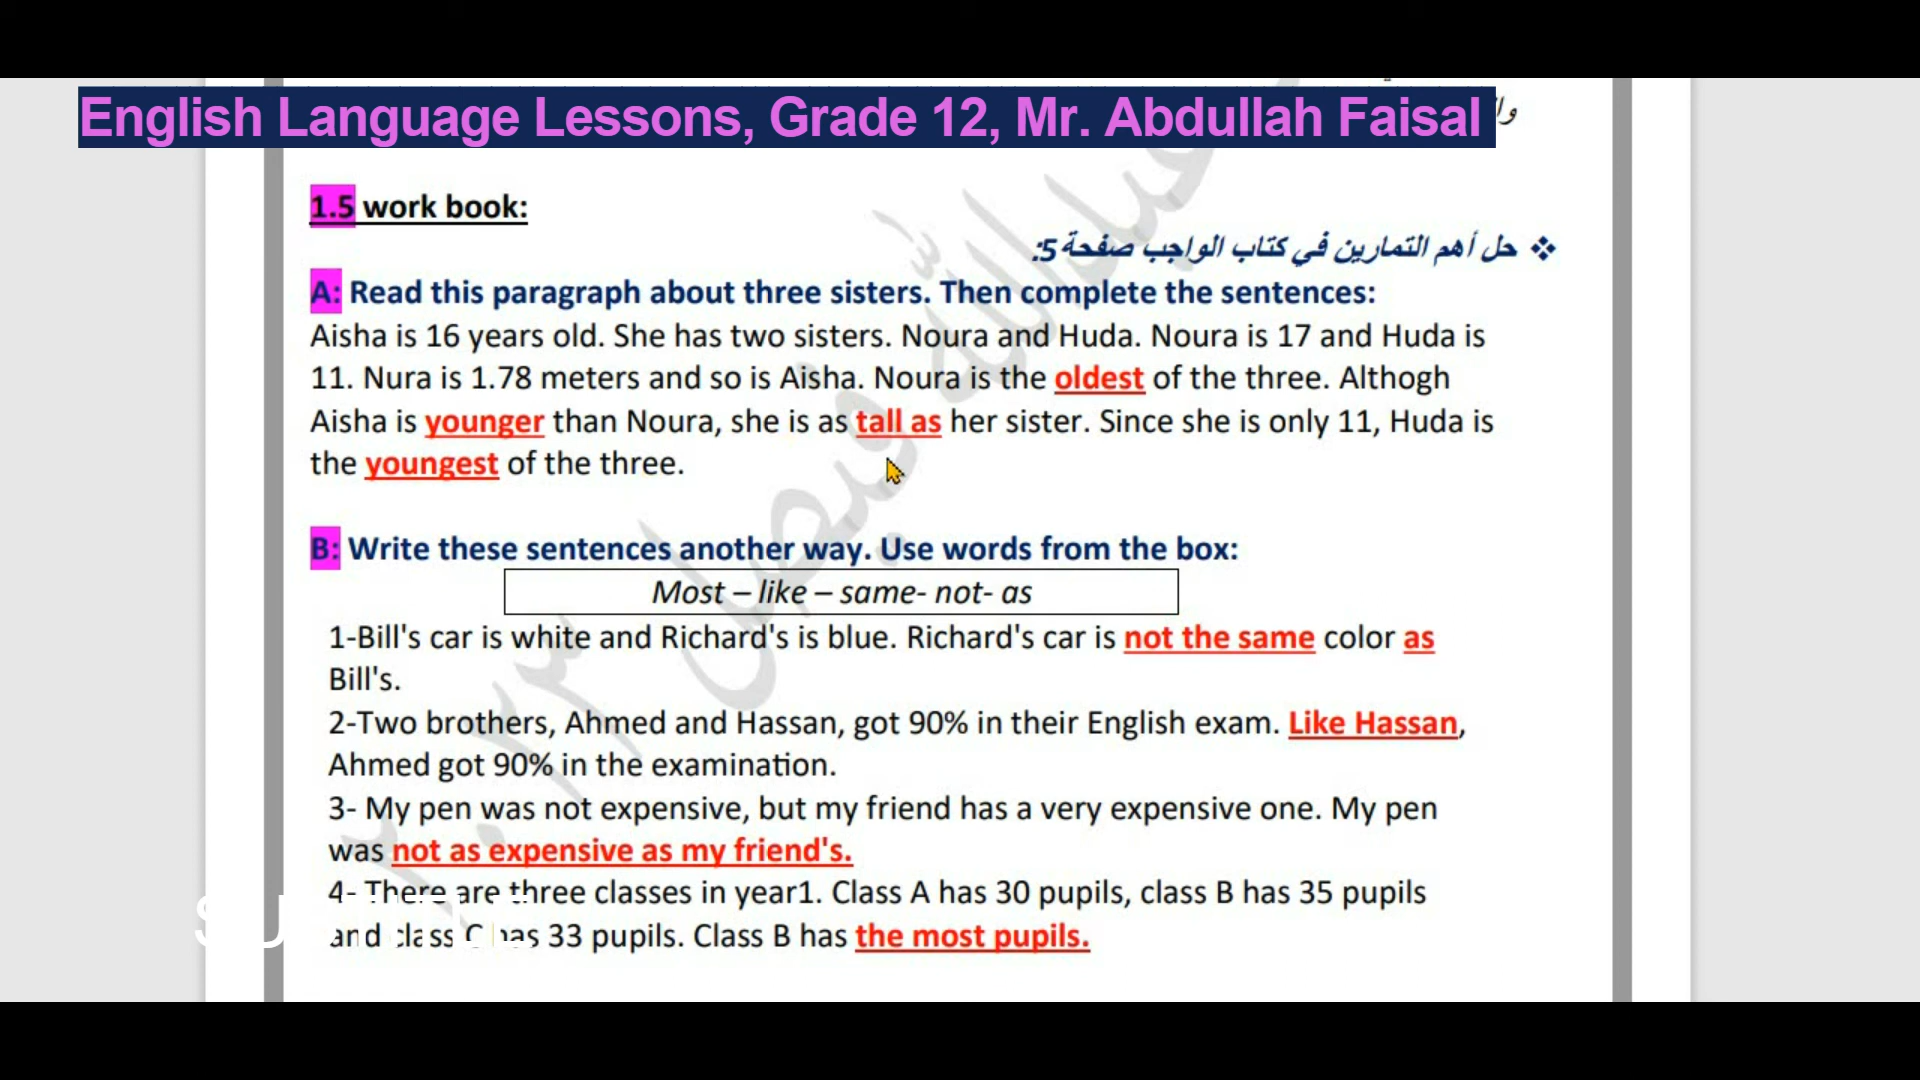 English Language Lessons, Grade 12, Mr. Abdullah Faisal
1.5 work book:
❖ حل أهم التمارين في كتاب الواجب صفحة 5:
A: Read this paragraph about three sisters. Then complete the sentences:
Aisha is 16 years old. She has two sisters. Noura and Huda. Noura is 17 and Huda is
11. Nura is 1.78 meters and so is Aisha. Noura is the oldest of the three. Althogh
Aisha is younger than Noura, she is as tall as her sister. Since she is only 11, Huda is
the youngest of the three.
B: Write these sentences another way. Use words from the box:
Most – like – same- not- as
1-Bill's car is white and Richard's is blue. Richard's car is not the same color as
Bill's.
2-Two brothers, Ahmed and Hassan, got 90% in their English exam. Like Hassan,
Ahmed got 90% in the examination.
3- My pen was not expensive, but my friend has a very expensive one. My pen
was not as expensive as my friend's.
4- There are three classes in year1. Class A has 30 pupils, class B has 35 pupils
and class C has 33 pupils. Class B has the most pupils.
عبدالله فيصل ٢٠٢٣